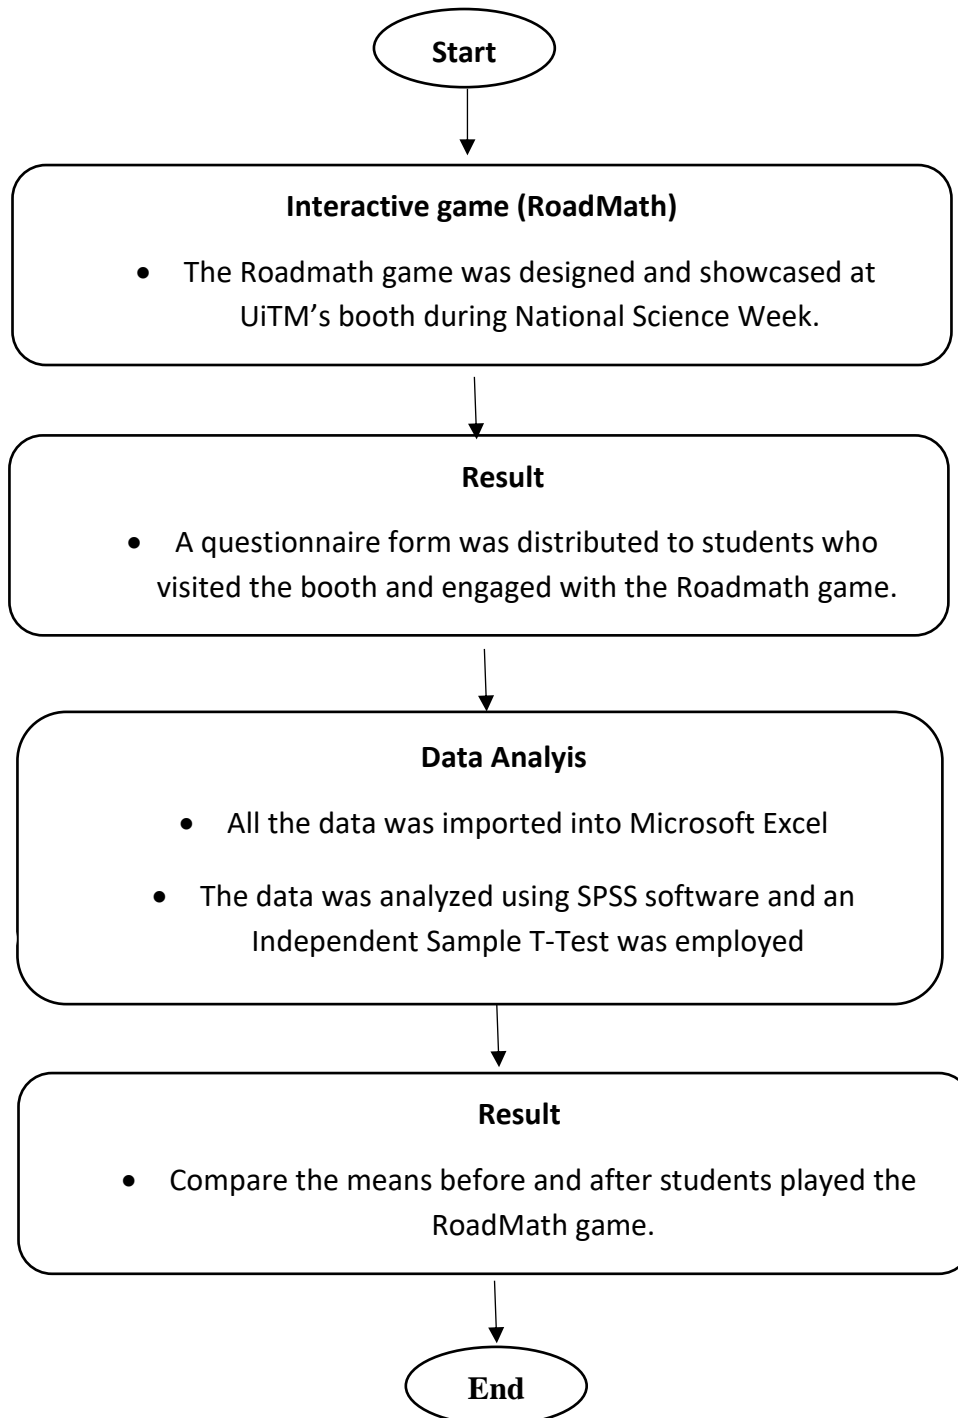 Start
Interactive game (RoadMath)
• The Roadmath game was designed and showcased at
UiTM’s booth during National Science Week.
Result
• A questionnaire form was distributed to students who
visited the booth and engaged with the Roadmath game.
Data Analyis
• All the data was imported into Microsoft Excel
• The data was analyzed using SPSS software and an
Independent Sample T-Test was employed
Result
• Compare the means before and after students played the
RoadMath game.
End